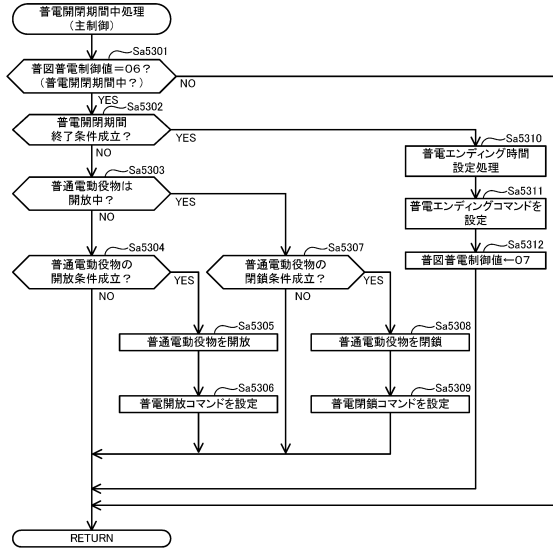 普電開閉期間中処理
(主制御)
Sa5301
普図普電制御値=06?
(普電開閉期間中?)
NO
YES
Sa5302
普電開閉期間
終了条件成立?
YES
NO
Sa5310
普電エンディング時間
設定処理
Sa5303
普通電動役物は
開放中?
YES
NO
Sa5311
普電エンディングコマンドを
設定
Sa5304
普通電動役物の
開放条件成立?
YES
NO
Sa5307
普通電動役物の
閉鎖条件成立?
YES
NO
Sa5312
普図普電制御値←07
Sa5305
普通電動役物を開放
Sa5308
普通電動役物を閉鎖
Sa5306
普電開放コマンドを設定
Sa5309
普電閉鎖コマンドを設定
RETURN